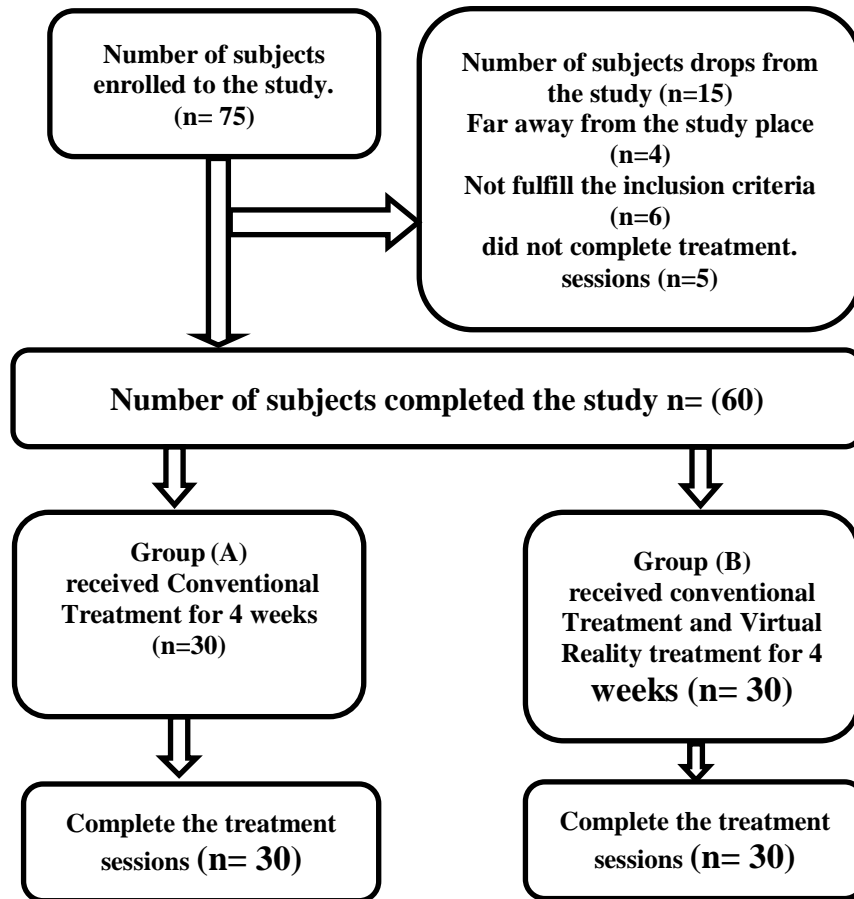 Number of subjects
enrolled to the study.
(n= 75)
Number of subjects drops from
the study (n=15)
Far away from the study place
(n=4)
Not fulfill the inclusion criteria
(n=6)
did not complete treatment.
sessions (n=5)
Number of subjects completed the study n= (60)
Group (A)
received Conventional
Treatment for 4 weeks
(n=30)
Group (B)
received conventional
Treatment and Virtual
Reality treatment for 4
weeks (n= 30)
Complete the treatment
sessions (n= 30)
Complete the treatment
sessions (n= 30)